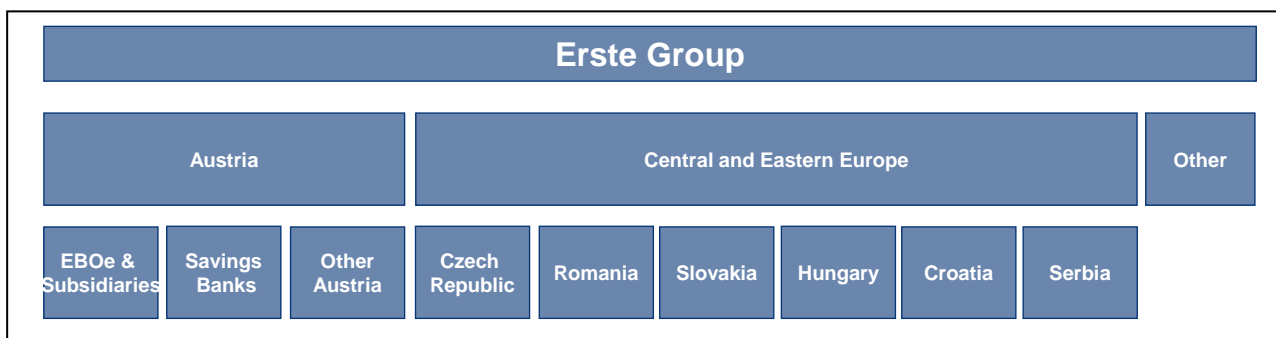 Erste Group
Austria
Central and Eastern Europe
Other
EBOe &
Subsidiaries
Savings
Banks
Other
Austria
Czech
Republic
Romania
Slovakia
Hungary
Croatia
Serbia